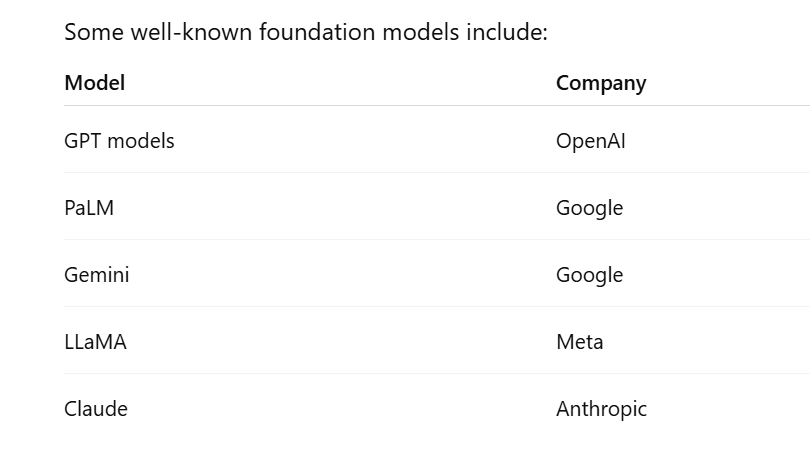 Some well-known foundation models include:
Model Company
GPT models OpenAI
PaLM Google
Gemini Google
LLaMA Meta
Claude Anthropic